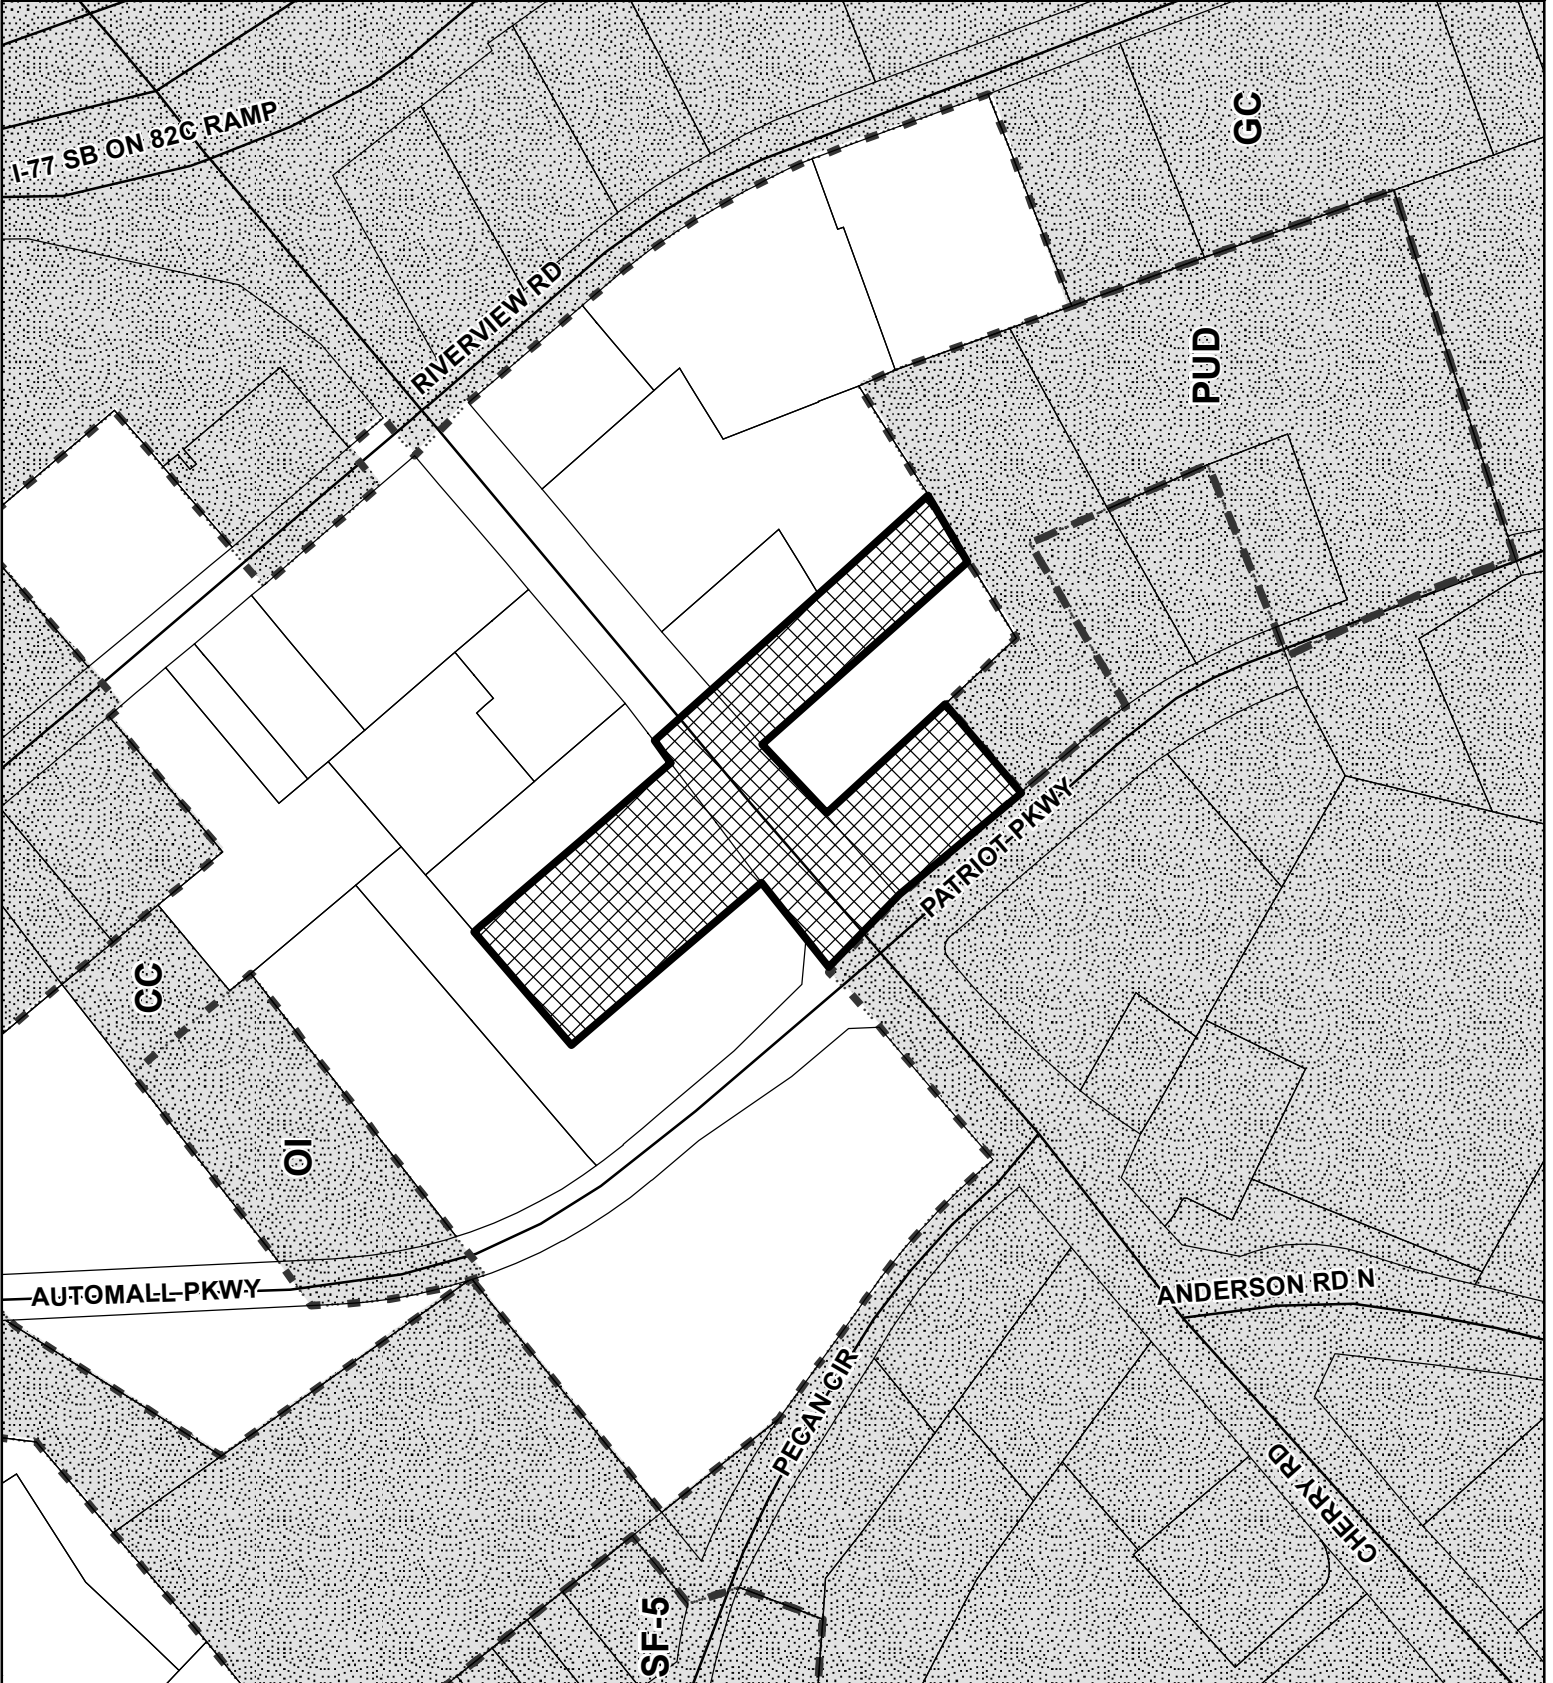 I-77 SB ON 82C RAMP
GC
RIVERVIEW RD
PUD
PATRIOT PKWY
CC
OI
AUTOMALL PKWY
ANDERSON RD N
PECAN CIR
CHERRY RD
SF-5